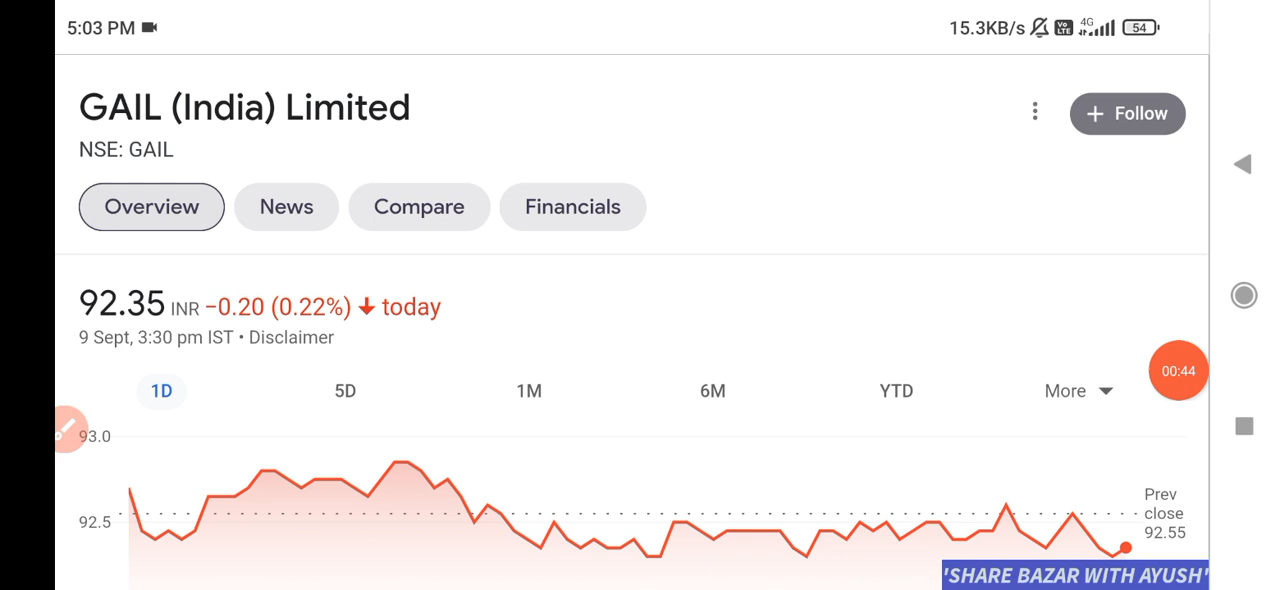 5:03 PM 15.3KB/s Vo LTE 4G 54
GAIL (India) Limited
+ Follow
NSE: GAIL
Overview News Compare Financials
92.35 INR −0.20 (0.22%) ↓ today
9 Sept, 3:30 pm IST • Disclaimer
00:44
1D 5D 1M 6M YTD More
93.0
92.5
Prev
close
92.55
'SHARE BAZAR WITH AYUSH'